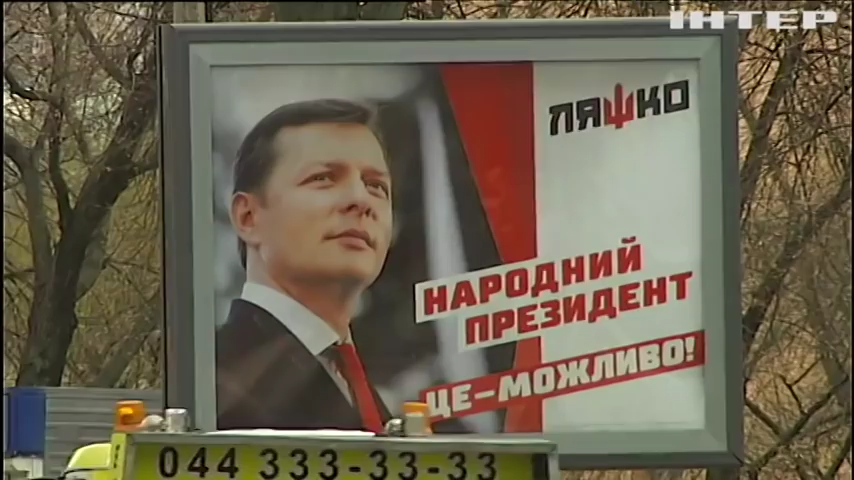 ІНТЕР
ЛЯШКО
НАРОДНИЙ
ПРЕЗИДЕНТ
ЦЕ-МОЖЛИВО!
044 333-33-33